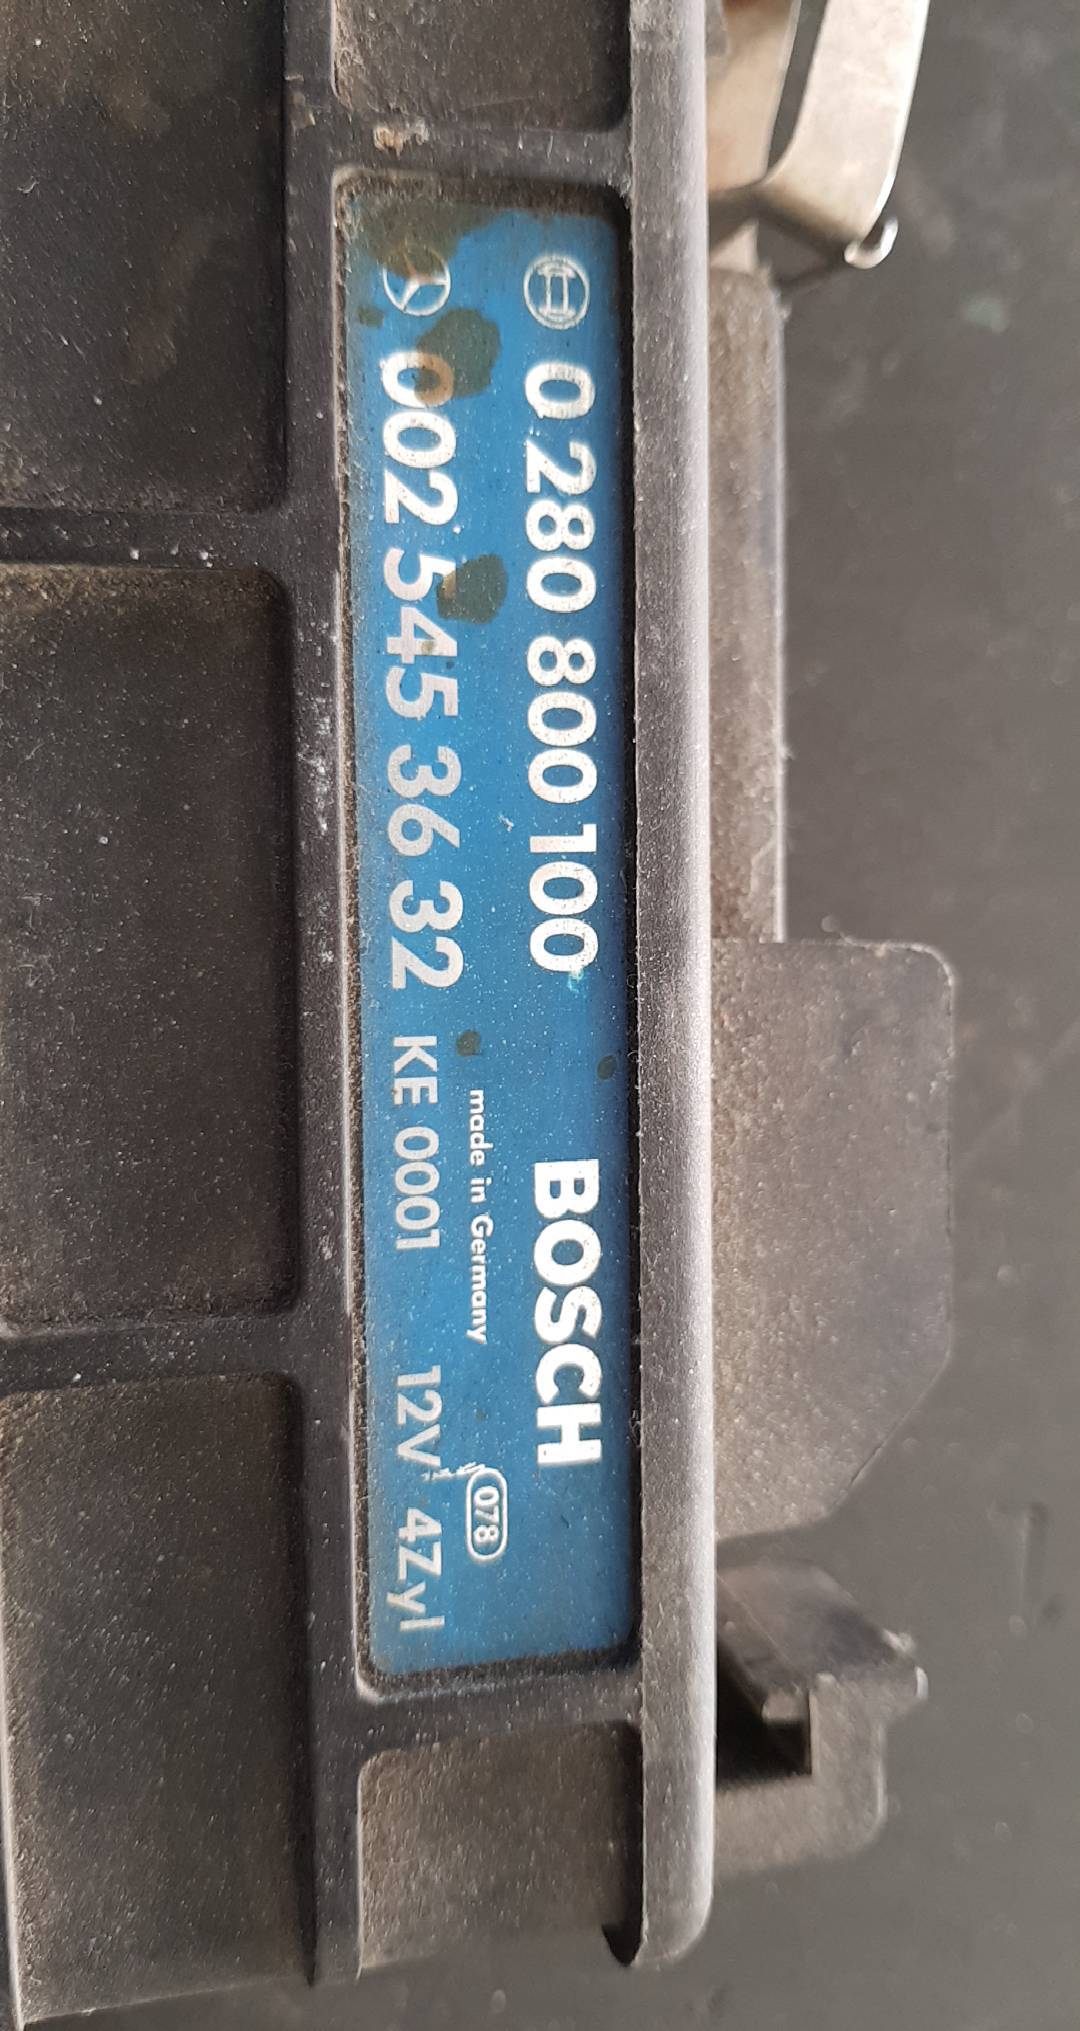 0 280 800 100 BOSCH
made in Germany 078
002 545 36 32 KE 0001 12V 4Zyl